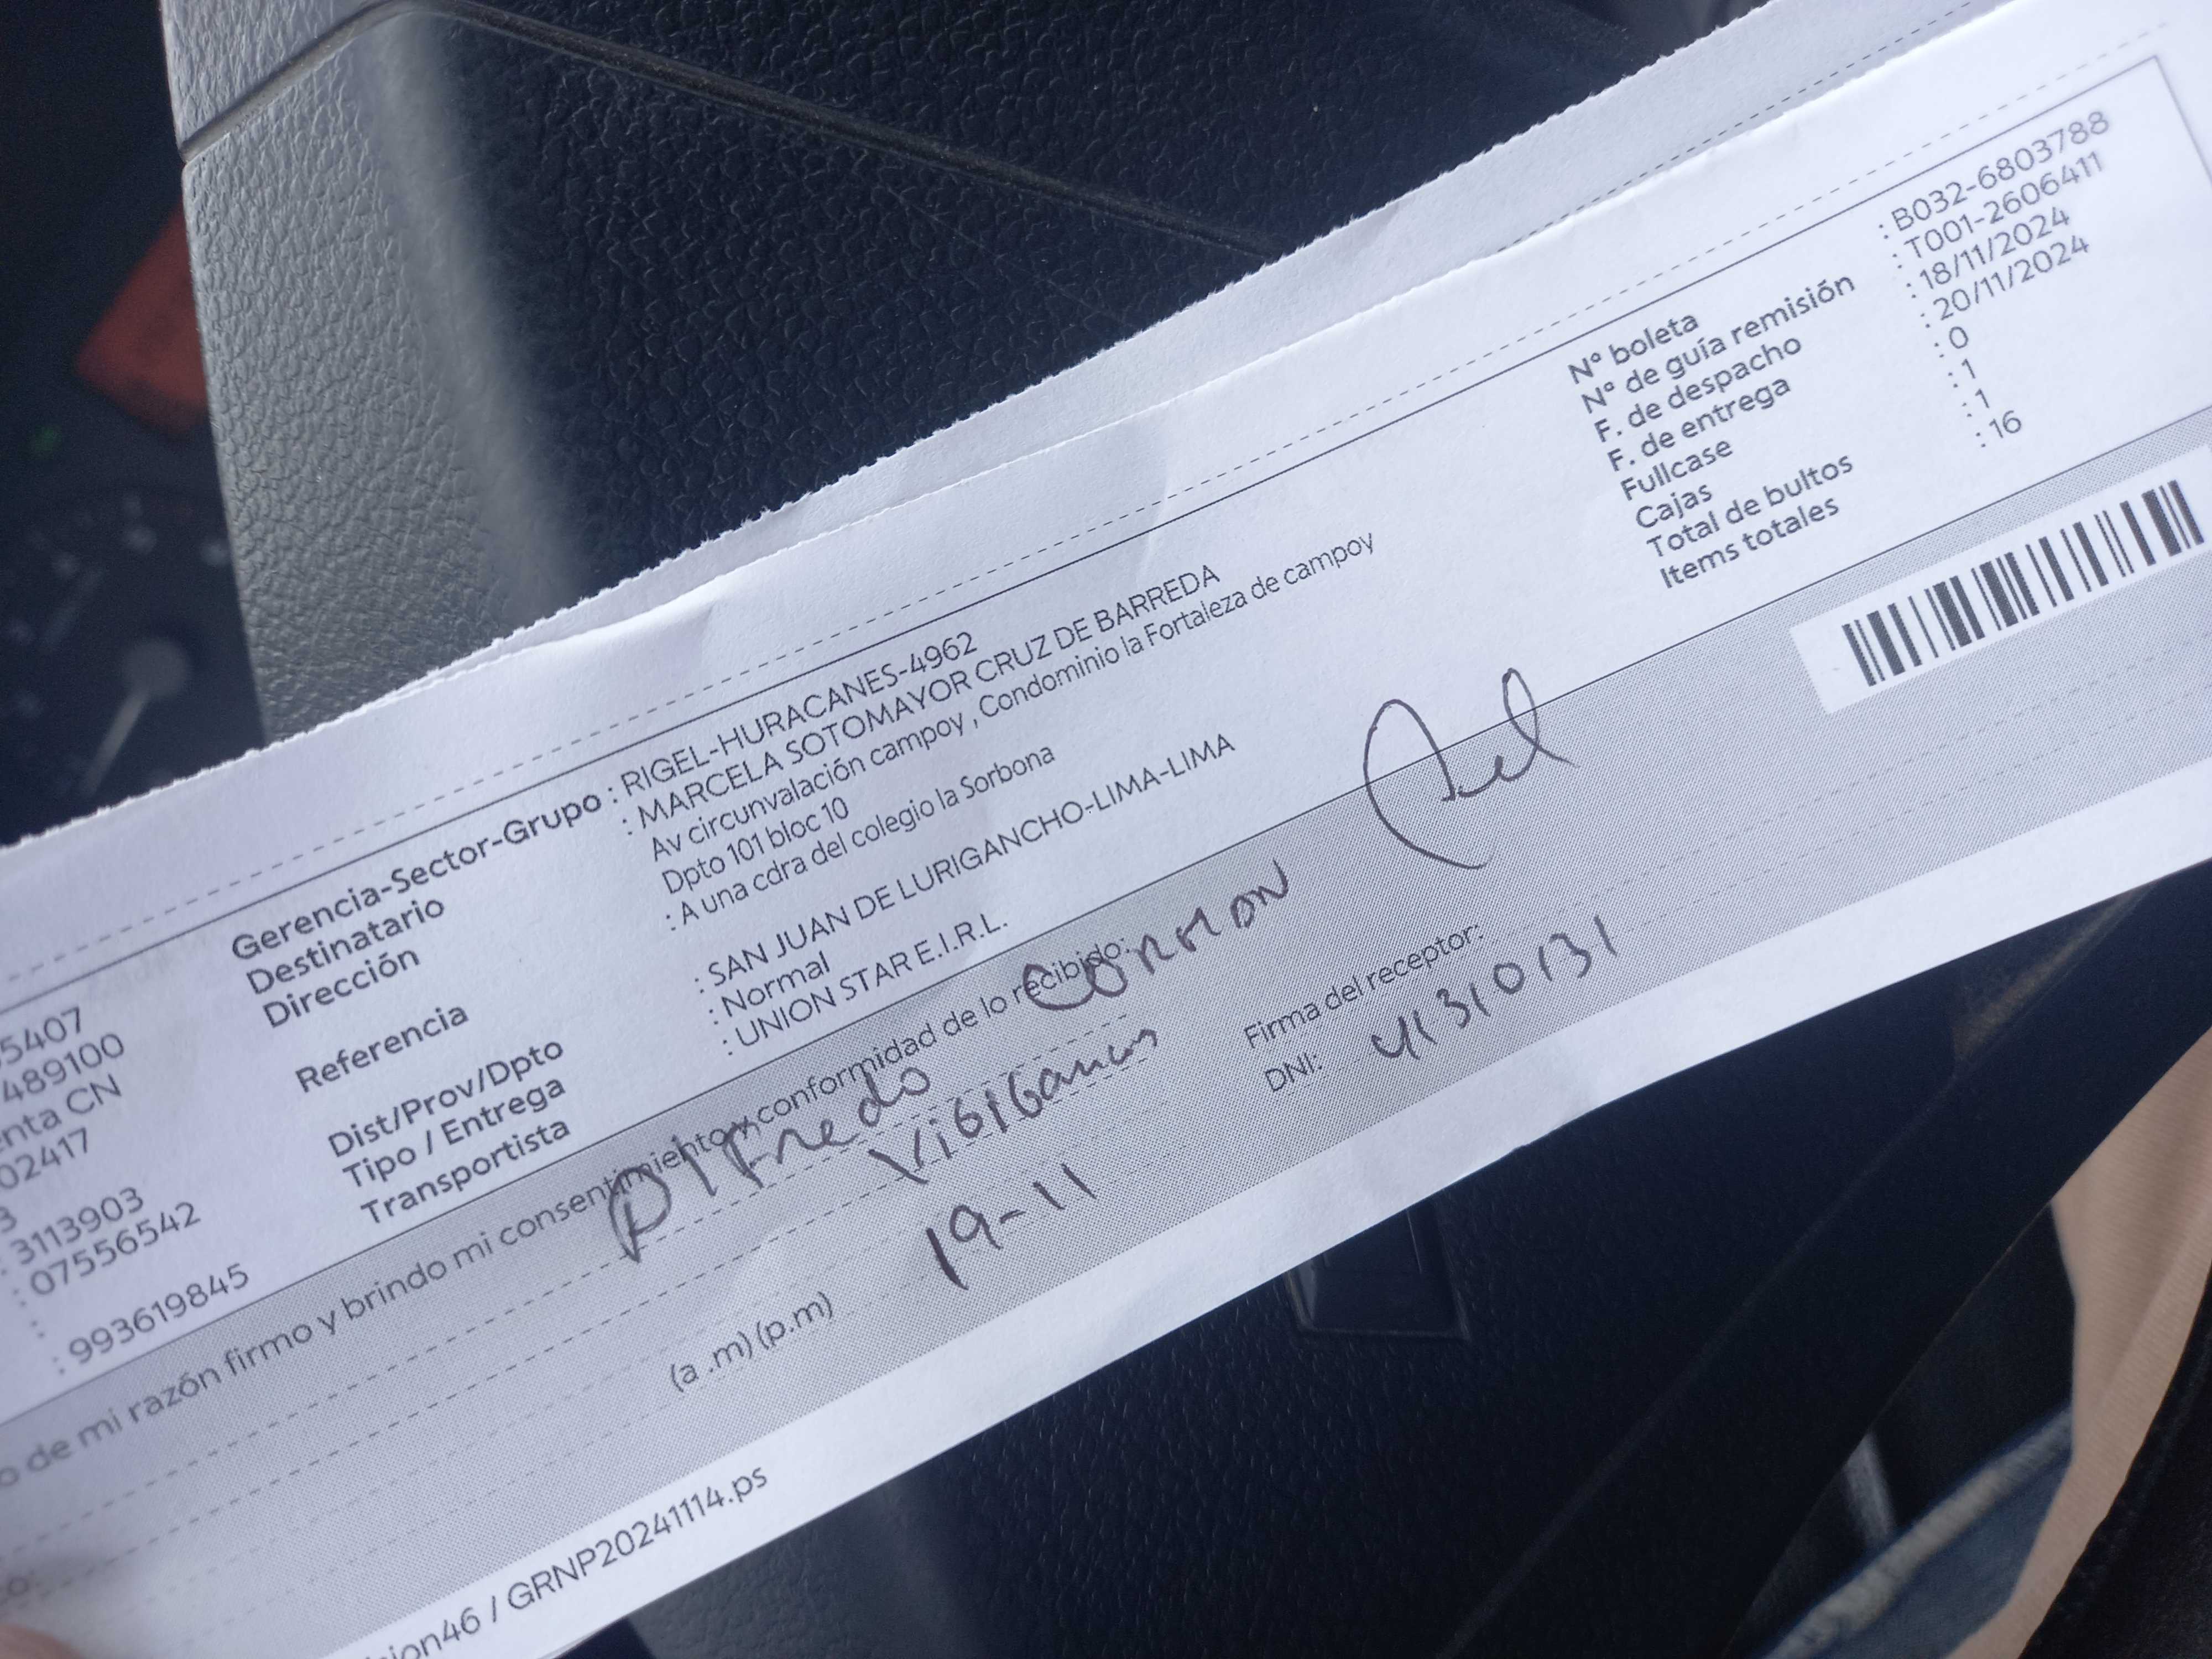 5407
489100
enta CN
02417
3
: 3113903
: 07556542
:
: 993619845
Gerencia-Sector-Grupo : RIGEL-HURACANES-4962
Destinatario : MARCELA SOTOMAYOR CRUZ DE BARREDA
Dirección Av circunvalación campoy , Condominio la Fortaleza de campoy
Dpto 101 bloc 10
Referencia : A una cdra del colegio la Sorbona
Dist/Prov/Dpto : SAN JUAN DE LURIGANCHO-LIMA-LIMA
Tipo / Entrega : Normal
Transportista : UNION STAR E.I.R.L.
N° boleta : B032-6803788
N° de guía remisión : T001-2606411
F. de despacho : 18/11/2024
F. de entrega : 20/11/2024
Fullcase : 0
Cajas : 1
Total de bultos : 1
Items totales : 16
o de mi razón firmo y brindo mi consentimiento y conformidad de lo recibido:
Alfredo
19-11
(a .m) (p.m)
Firma del receptor:
DNI: 41310131
sion46 / GRNP20241114.ps